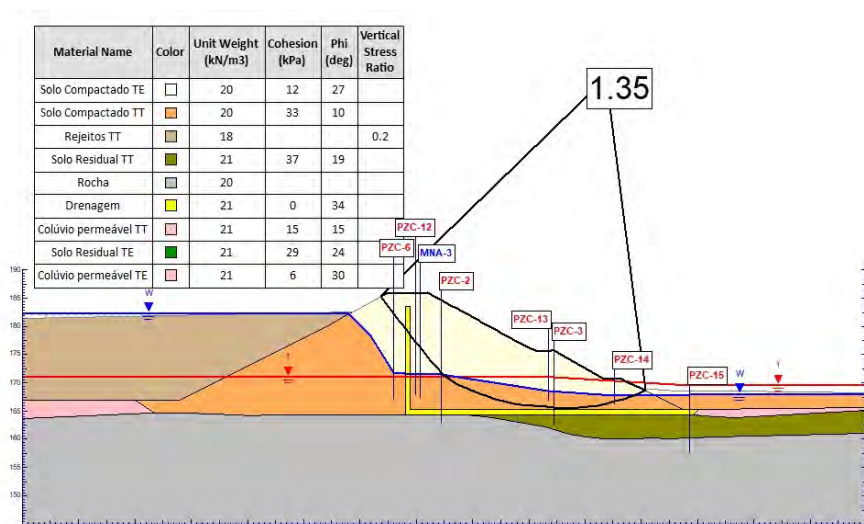 Material Name Color Unit Weight (kN/m3) Cohesion (kPa) Phi (deg) Vertical Stress Ratio
Solo Compactado TE 20 12 27
Solo Compactado TT 20 33 10
Rejeitos TT 18 0.2
Solo Residual TT 21 37 19
Rocha 20
Drenagem 21 0 34
Colúvio permeável TT 21 15 15
Solo Residual TE 21 29 24
Colúvio permeável TE 21 6 30
1.35
PZC-12
PZC-6
MNA-3
PZC-2
PZC-13
PZC-3
PZC-14
PZC-15
W
W
190
185
180
175
170
165
160
155
150